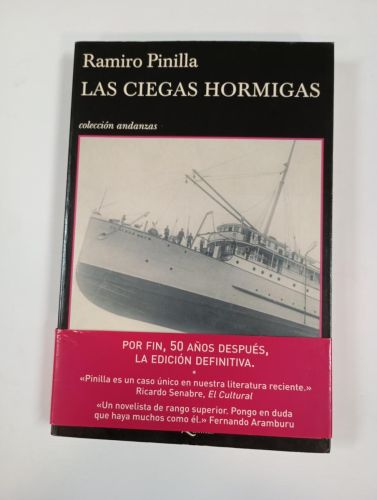 Ramiro Pinilla
LAS CIEGAS HORMIGAS
colección andanzas
POR FIN, 50 AÑOS DESPUÉS,
LA EDICIÓN DEFINITIVA.
*
«Pinilla es un caso único en nuestra literatura reciente.»
Ricardo Senabre, El Cultural
«Un novelista de rango superior. Pongo en duda
que haya muchos como él.» Fernando Aramburu